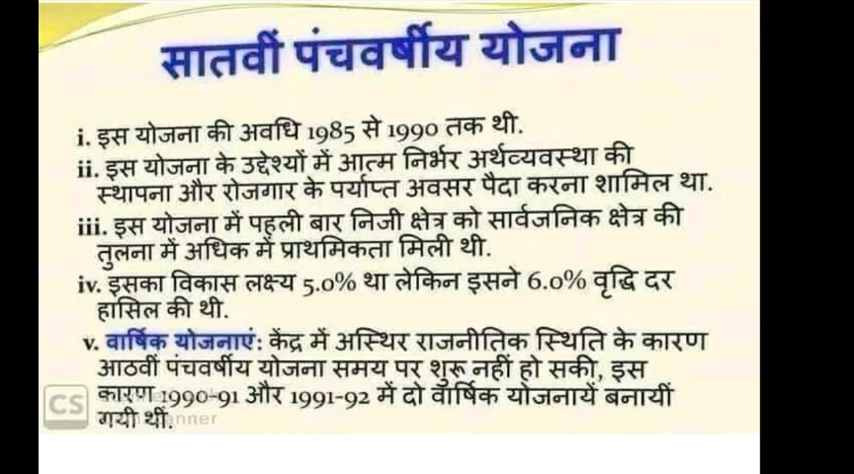 सातवीं पंचवर्षीय योजना
i. इस योजना की अवधि 1985 से 1990 तक थी.
ii. इस योजना के उद्देश्यों में आत्म निर्भर अर्थव्यवस्था की
स्थापना और रोजगार के पर्याप्त अवसर पैदा करना शामिल था.
iii. इस योजना में पहली बार निजी क्षेत्र को सार्वजनिक क्षेत्र की
तुलना में अधिक में प्राथमिकता मिली थी.
iv. इसका विकास लक्ष्य 5.0% था लेकिन इसने 6.0% वृद्धि दर
हासिल की थी.
v. वार्षिक योजनाएं: केंद्र में अस्थिर राजनीतिक स्थिति के कारण
आठवीं पंचवर्षीय योजना समय पर शुरू नहीं हो सकी, इस
कारण 1990-91 और 1991-92 में दो वार्षिक योजनायें बनायीं
गयी थीं.
CS